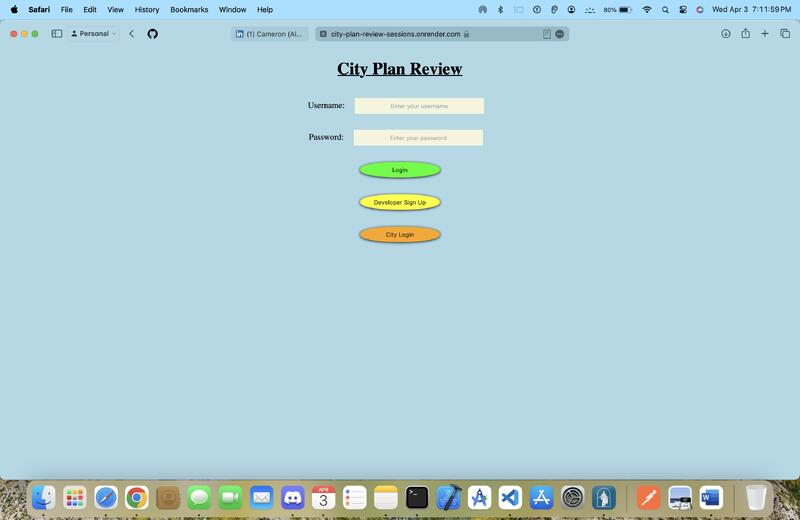 Safari File Edit View History Bookmarks Window Help 80% Wed Apr 3 7:11:59 PM
Personal (1) Cameron (Al... city-plan-review-sessions.onrender.com
City Plan Review
Username: Enter your username
Password: Enter your password
Login
Developer Sign Up
City Login
APR
3